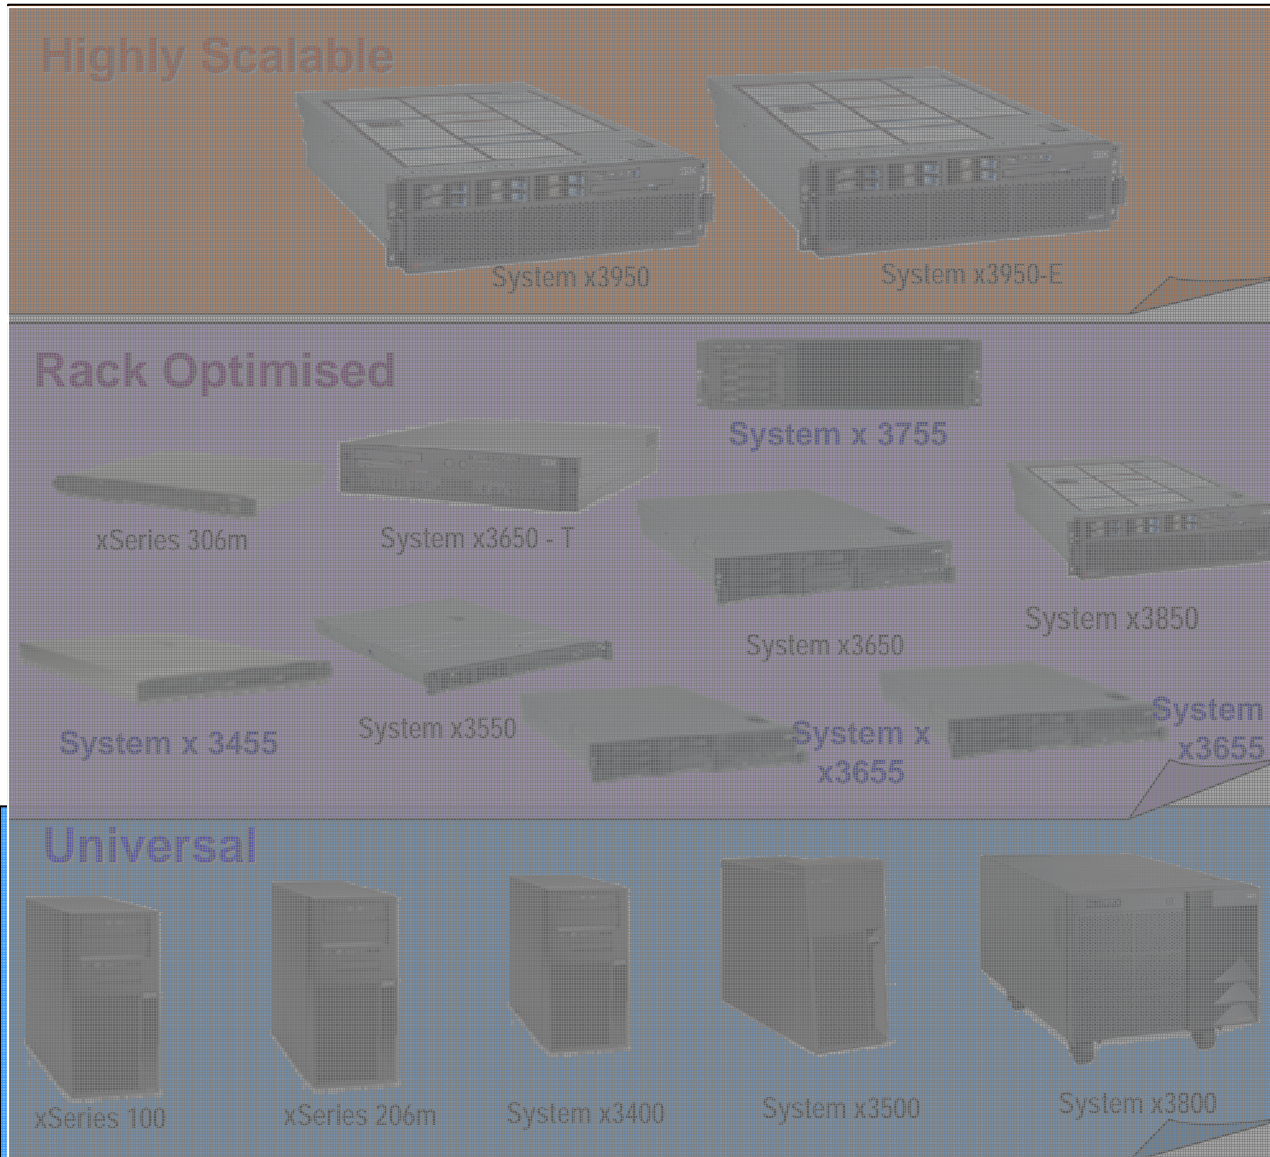 Highly Scalable
System x3950
System x3950-E
Rack Optimised
System x 3755
xSeries 306m
System x3650 - T
System x3650
System x3850
System x 3455
System x3550
System x
x3655
System
x3655
Universal
xSeries 100
xSeries 206m
System x3400
System x3500
System x3800